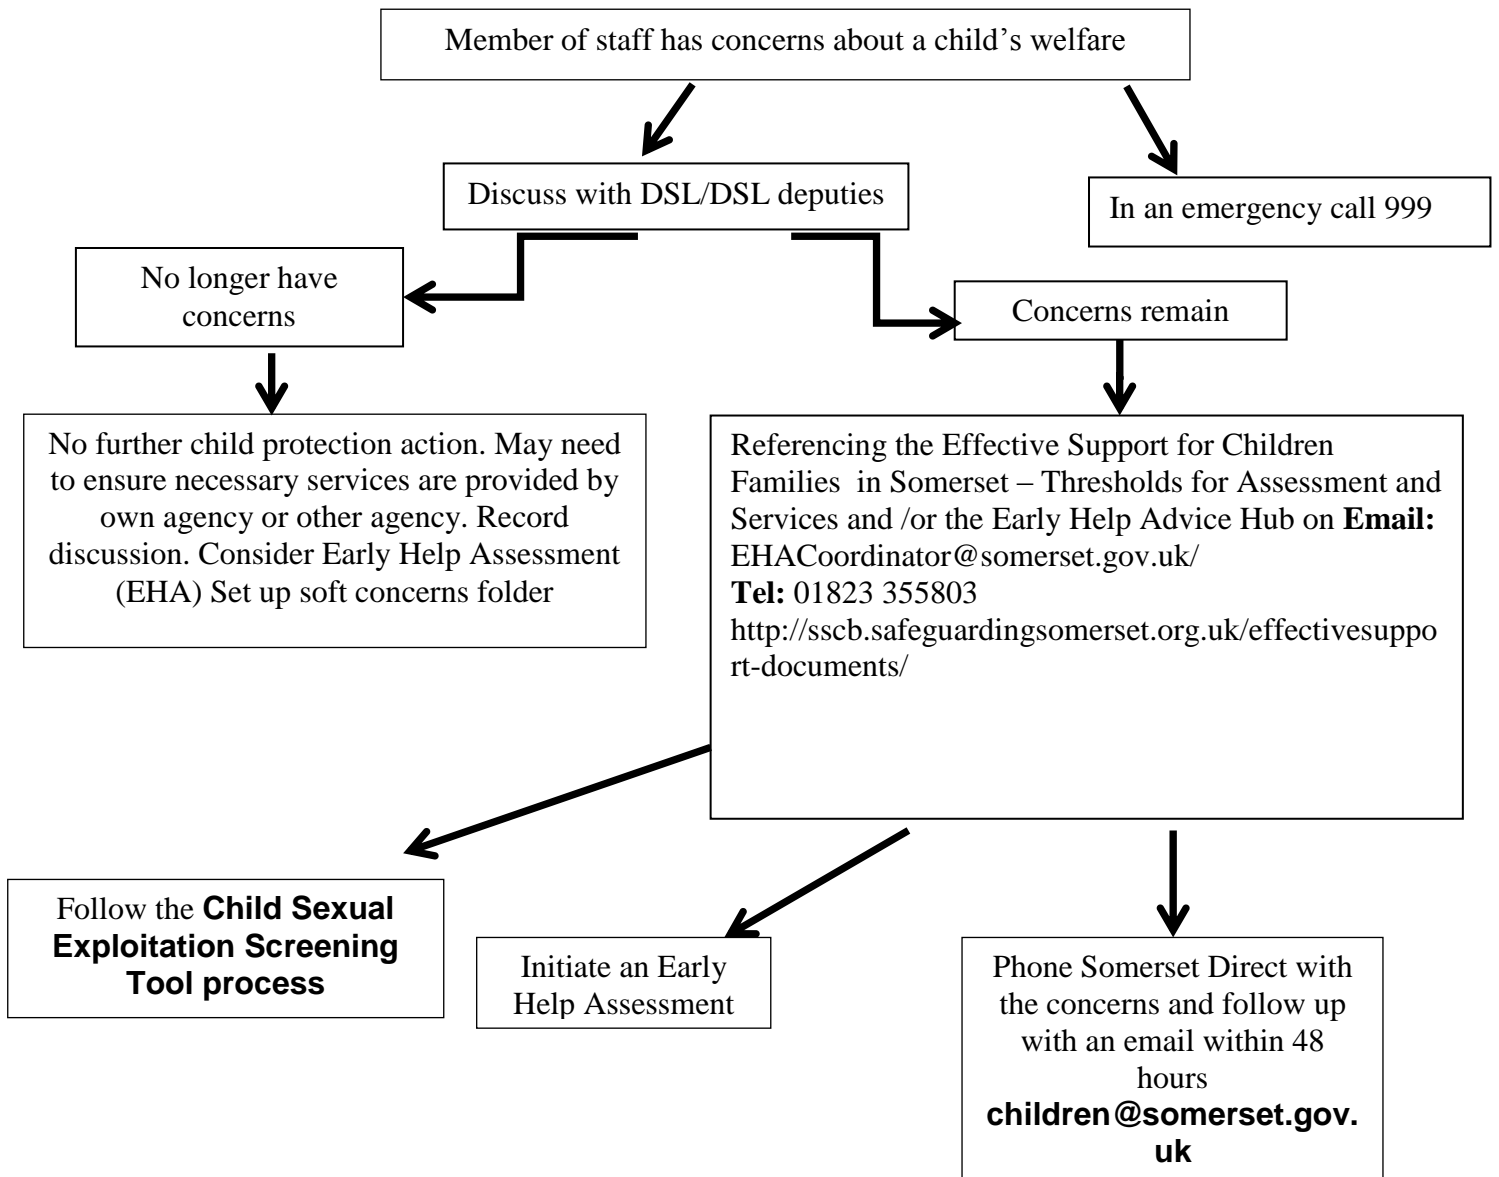 Member of staff has concerns about a child’s welfare
Discuss with DSL/DSL deputies
In an emergency call 999
No longer have
concerns
Concerns remain
No further child protection action. May need
to ensure necessary services are provided by
own agency or other agency. Record
discussion. Consider Early Help Assessment
(EHA) Set up soft concerns folder
Referencing the Effective Support for Children
Families  in Somerset – Thresholds for Assessment and
Services and /or the Early Help Advice Hub on Email:
EHACoordinator@somerset.gov.uk/
Tel: 01823 355803
http://sscb.safeguardingsomerset.org.uk/effectivesuppo
rt-documents/
Follow the Child Sexual
Exploitation Screening
Tool process
Initiate an Early
Help Assessment
Phone Somerset Direct with
the concerns and follow up
with an email within 48
hours
children@somerset.gov.
uk